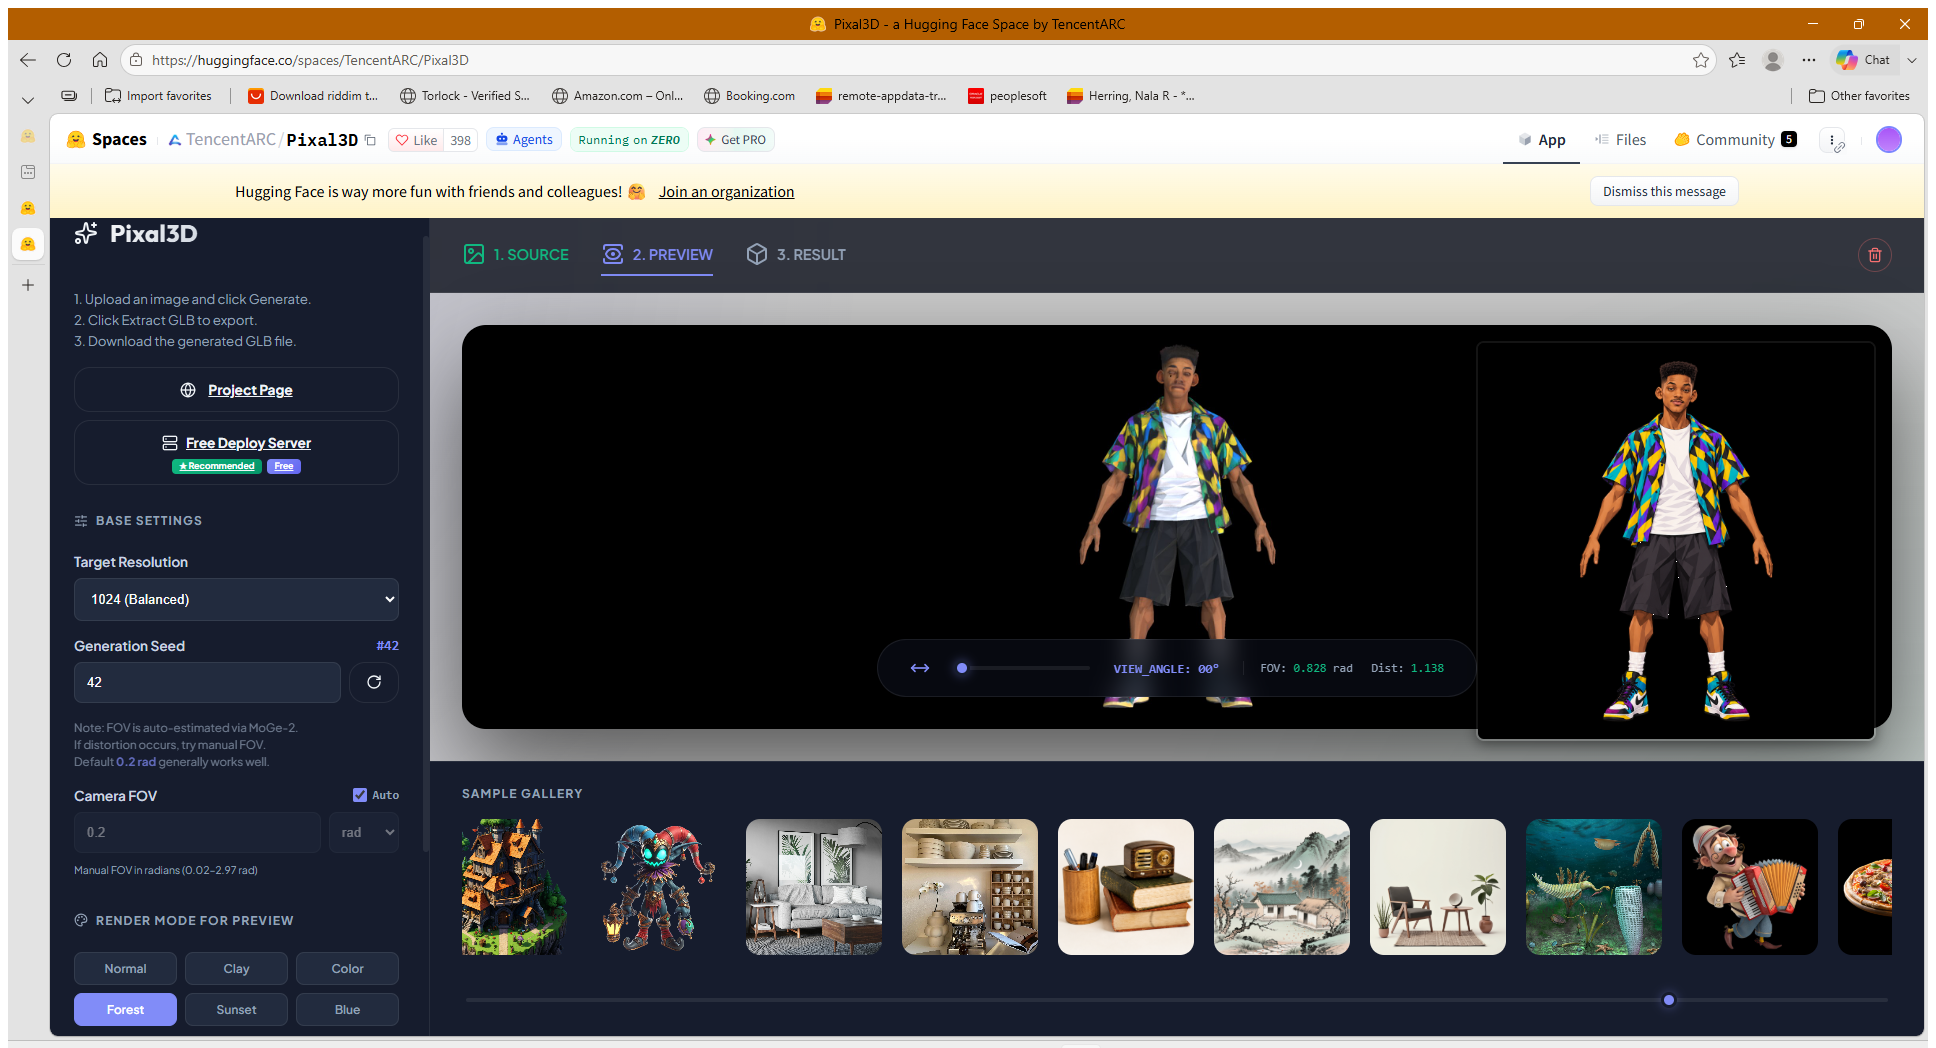 Pixal3D - a Hugging Face Space by TencentARC
https://huggingface.co/spaces/TencentARC/Pixal3D
Chat
Import favorites
Download riddim t...
Torlock - Verified S...
Amazon.com – Onl...
Booking.com
remote-appdata-tr...
peoplesoft
Herring, Nala R - *...
Other favorites
Spaces
TencentARC/Pixal3D
Like 398
Agents
Running on ZERO
Get PRO
App
Files
Community 5
Hugging Face is way more fun with friends and colleagues! 🤗 Join an organization
Dismiss this message
Pixal3D
1. Upload an image and click Generate.
2. Click Extract GLB to export.
3. Download the generated GLB file.
Project Page
Free Deploy Server
★Recommended Free
BASE SETTINGS
Target Resolution
1024 (Balanced)
Generation Seed #42
42
Note: FOV is auto-estimated via MoGe-2.
If distortion occurs, try manual FOV.
Default 0.2 rad generally works well.
Camera FOV Auto
0.2 rad
Manual FOV in radians (0.02–2.97 rad)
RENDER MODE FOR PREVIEW
Normal Clay Color
Forest Sunset Blue
1. SOURCE
2. PREVIEW
3. RESULT
VIEW_ANGLE: 00° FOV: 0.828 rad Dist: 1.138
SAMPLE GALLERY